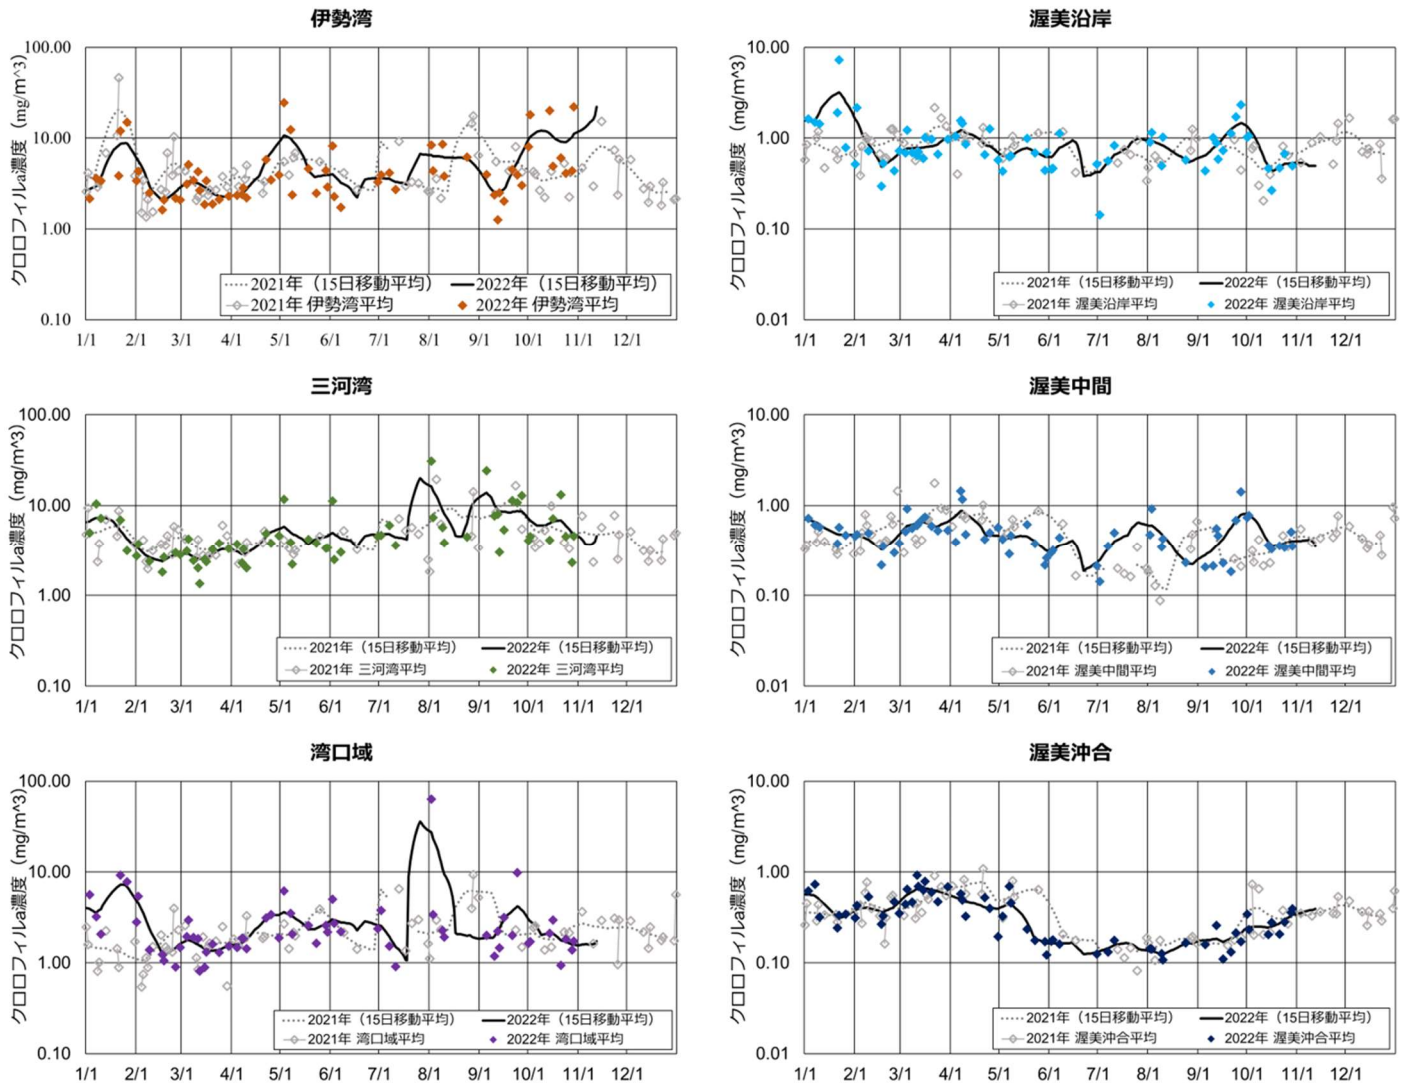 伊勢湾
クロロフィルa濃度（mg/m^3）
100.00
10.00
1.00
0.10
1/1 2/1 3/1 4/1 5/1 6/1 7/1 8/1 9/1 10/1 11/1 12/1
2021年（15日移動平均） 2022年（15日移動平均）
2021年 伊勢湾平均 2022年 伊勢湾平均
渥美沿岸
クロロフィルa濃度（mg/m^3）
10.00
1.00
0.10
0.01
1/1 2/1 3/1 4/1 5/1 6/1 7/1 8/1 9/1 10/1 11/1 12/1
2021年（15日移動平均） 2022年（15日移動平均）
2021年 渥美沿岸平均 2022年 渥美沿岸平均
三河湾
クロロフィルa濃度（mg/m^3）
100.00
10.00
1.00
0.10
1/1 2/1 3/1 4/1 5/1 6/1 7/1 8/1 9/1 10/1 11/1 12/1
2021年（15日移動平均） 2022年（15日移動平均）
2021年 三河湾平均 2022年 三河湾平均
渥美中間
クロロフィルa濃度（mg/m^3）
10.00
1.00
0.10
0.01
1/1 2/1 3/1 4/1 5/1 6/1 7/1 8/1 9/1 10/1 11/1 12/1
2021年（15日移動平均） 2022年（15日移動平均）
2021年 渥美中間平均 2022年 渥美中間平均
湾口域
クロロフィルa濃度（mg/m^3）
100.00
10.00
1.00
0.10
1/1 2/1 3/1 4/1 5/1 6/1 7/1 8/1 9/1 10/1 11/1 12/1
2021年（15日移動平均） 2022年（15日移動平均）
2021年 湾口域平均 2022年 湾口域平均
渥美沖合
クロロフィルa濃度（mg/m^3）
10.00
1.00
0.10
0.01
1/1 2/1 3/1 4/1 5/1 6/1 7/1 8/1 9/1 10/1 11/1 12/1
2021年（15日移動平均） 2022年（15日移動平均）
2021年 渥美沖合平均 2022年 渥美沖合平均